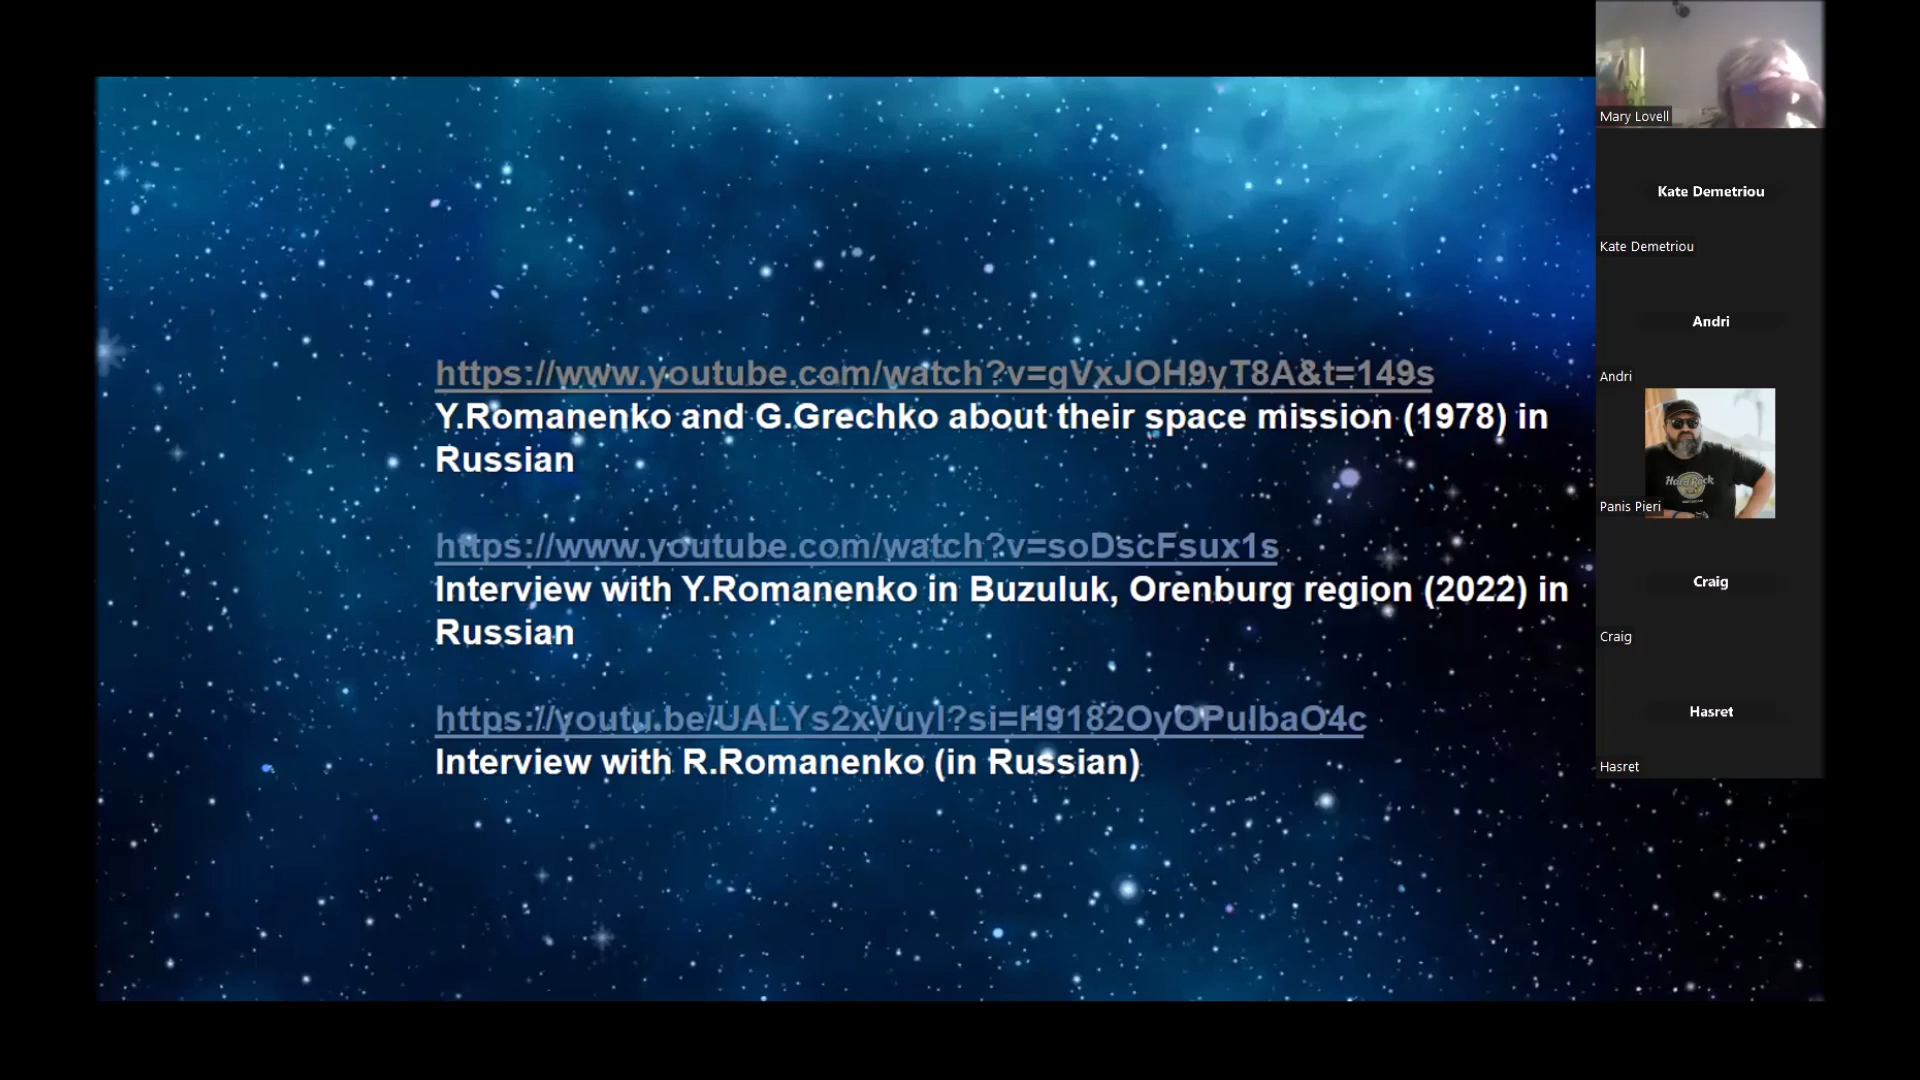 https://www.youtube.com/watch?v=gVxJOH9yT8A&t=149s
Y.Romanenko and G.Grechko about their space mission (1978) in
Russian
https://www.youtube.com/watch?v=soDscFsux1s
Interview with Y.Romanenko in Buzuluk, Orenburg region (2022) in
Russian
https://youtu.be/UALYs2xVuyI?si=H9182OyOPuIbaO4c
Interview with R.Romanenko (in Russian)
Mary Lovell
Kate Demetriou
Kate Demetriou
Andri
Andri
Hard Rock
Panis Pieri
Craig
Craig
Hasret
Hasret